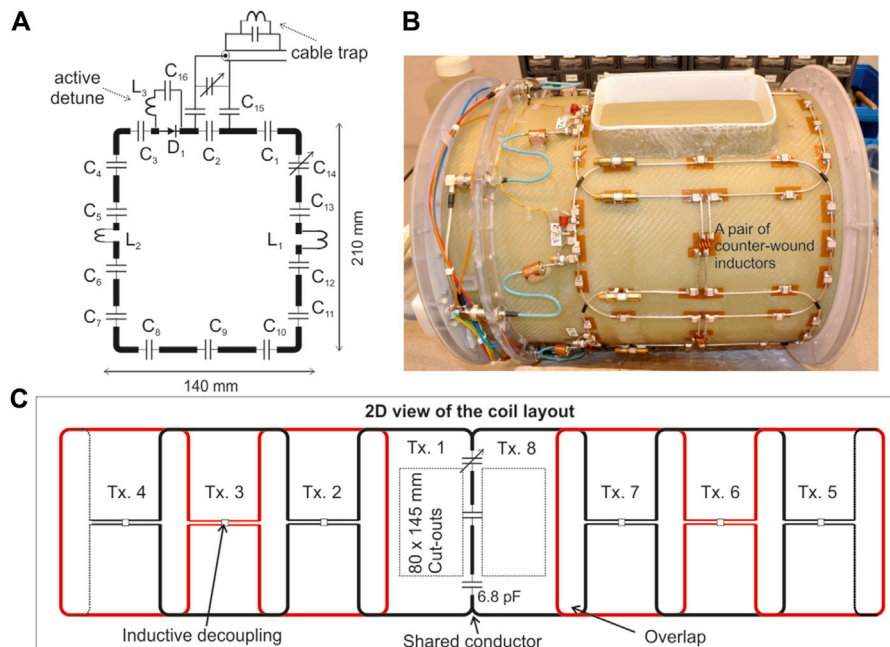 A
cable trap
active
detune
L3
C16
C15
C3
D1
C2
C1
C4
C14
C5
C13
L2
L1
C6
C12
C7
C11
C8
C9
C10
210 mm
140 mm
B
A pair of
counter-wound
inductors
C
2D view of the coil layout
Tx. 1
Tx. 8
Tx. 4
Tx. 3
Tx. 2
Tx. 7
Tx. 6
Tx. 5
80 x 145 mm
Cut-outs
6.8 pF
Inductive decoupling
Shared conductor
Overlap